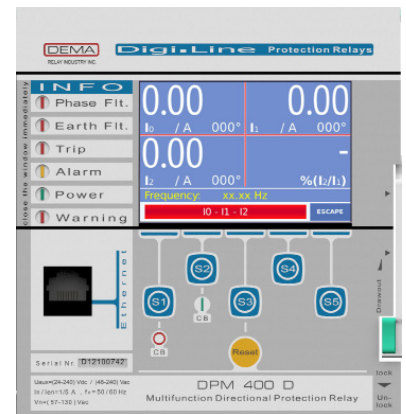 DEMA Digi-Line Protection Relays
RELAY INDUSTRY INC.
INFO
Phase Flt.
Earth Flt.
Trip
Alarm
Power
Warning
close the window immediately
0.00 0.00
I0 / A 000° I1 / A 000°
0.00 -
I2 / A 000° %(I2/I1)
Frequency: xx.xx Hz
I0 - I1 - I2 ESCAPE
Ethernet
S1
S2
S3
S4
S5
CB
CB
Reset
Drawout
lock
Un-
lock
Serial Nr. D12100742
Uaux=(24-240) Vdc / (48-240) Vac
Io / Ian=1/5 A , fN=50/60 Hz
Vn=( 57-130 ) Vac
DPM 400 D
Multifunction Directional Protection Relay